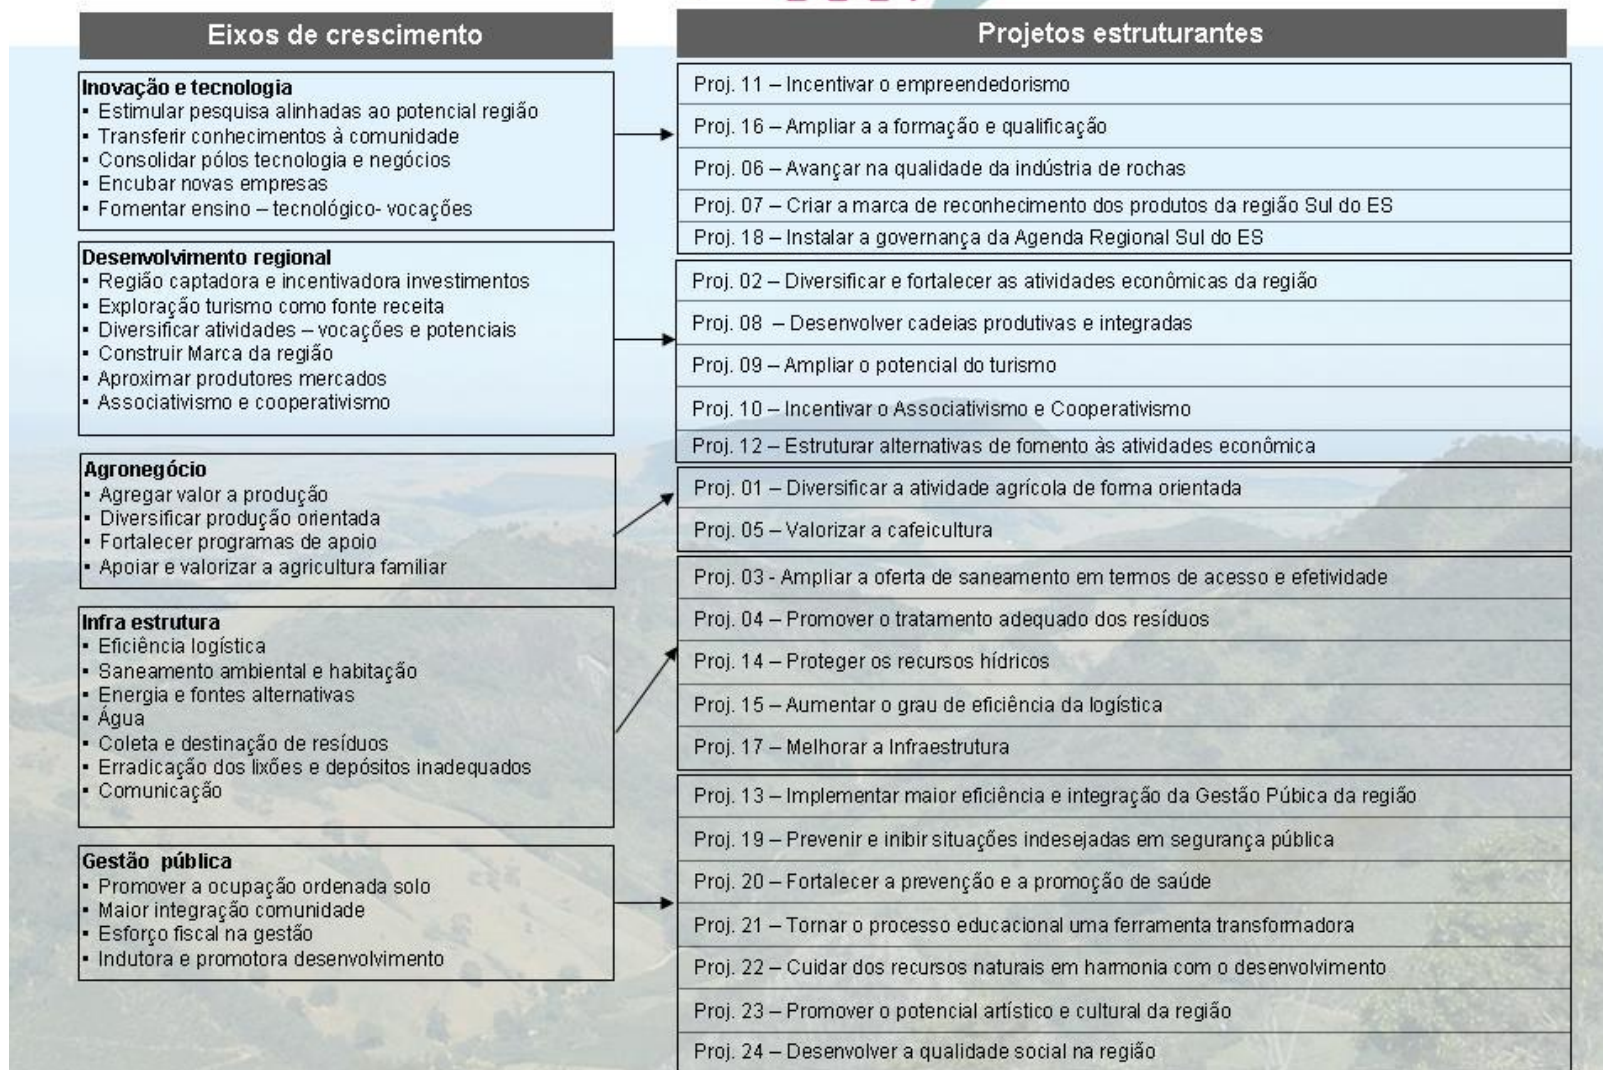 Eixos de crescimento
Inovação e tecnologia
▪ Estimular pesquisa alinhadas ao potencial região
▪ Transferir conhecimentos à comunidade
▪ Consolidar pólos tecnologia e negócios
▪ Encubar novas empresas
▪ Fomentar ensino – tecnológico- vocações
Desenvolvimento regional
▪ Região captadora e incentivadora investimentos
▪ Exploração turismo como fonte receita
▪ Diversificar atividades – vocações e potenciais
▪ Construir Marca da região
▪ Aproximar produtores mercados
▪ Associativismo e cooperativismo
Agronegócio
▪ Agregar valor a produção
▪ Diversificar produção orientada
▪ Fortalecer programas de apoio
▪ Apoiar e valorizar a agricultura familiar
Infra estrutura
▪ Eficiência logística
▪ Saneamento ambiental e habitação
▪ Energia e fontes alternativas
▪ Água
▪ Coleta e destinação de resíduos
▪ Erradicação dos lixões e depósitos inadequados
▪ Comunicação
Gestão pública
▪ Promover a ocupação ordenada solo
▪ Maior integração comunidade
▪ Esforço fiscal na gestão
▪ Indutora e promotora desenvolvimento
Projetos estruturantes
Proj. 11 – Incentivar o empreendedorismo
Proj. 16 – Ampliar a a formação e qualificação
Proj. 06 – Avançar na qualidade da indústria de rochas
Proj. 07 – Criar a marca de reconhecimento dos produtos da região Sul do ES
Proj. 18 – Instalar a governança da Agenda Regional Sul do ES
Proj. 02 – Diversificar e fortalecer as atividades econômicas da região
Proj. 08 – Desenvolver cadeias produtivas e integradas
Proj. 09 – Ampliar o potencial do turismo
Proj. 10 – Incentivar o Associativismo e Cooperativismo
Proj. 12 – Estruturar alternativas de fomento às atividades econômica
Proj. 01 – Diversificar a atividade agrícola de forma orientada
Proj. 05 – Valorizar a cafeicultura
Proj. 03 - Ampliar a oferta de saneamento em termos de acesso e efetividade
Proj. 04 – Promover o tratamento adequado dos resíduos
Proj. 14 – Proteger os recursos hídricos
Proj. 15 – Aumentar o grau de eficiência da logística
Proj. 17 – Melhorar a Infraestrutura
Proj. 13 – Implementar maior eficiência e integração da Gestão Púbica da região
Proj. 19 – Prevenir e inibir situações indesejadas em segurança pública
Proj. 20 – Fortalecer a prevenção e a promoção de saúde
Proj. 21 – Tornar o processo educacional uma ferramenta transformadora
Proj. 22 – Cuidar dos recursos naturais em harmonia com o desenvolvimento
Proj. 23 – Promover o potencial artístico e cultural da região
Proj. 24 – Desenvolver a qualidade social na região